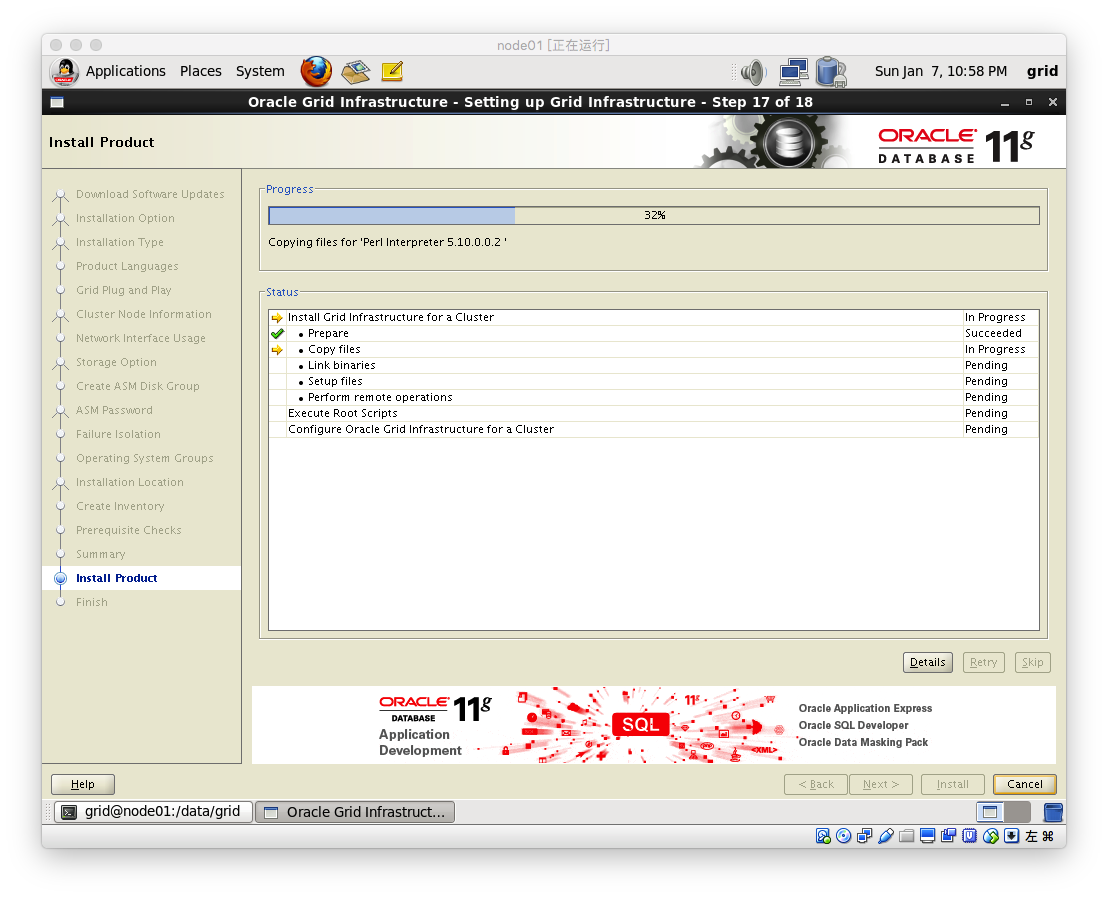 node01 [正在运行]
Applications Places System
Sun Jan 7, 10:58 PM grid
Oracle Grid Infrastructure - Setting up Grid Infrastructure - Step 17 of 18
Install Product
ORACLE
DATABASE 11g
Download Software Updates
Installation Option
Installation Type
Product Languages
Grid Plug and Play
Cluster Node Information
Network Interface Usage
Storage Option
Create ASM Disk Group
ASM Password
Failure Isolation
Operating System Groups
Installation Location
Create Inventory
Prerequisite Checks
Summary
Install Product
Finish
Progress
32%
Copying files for 'Perl Interpreter 5.10.0.0.2 '
Status
Install Grid Infrastructure for a Cluster In Progress
• Prepare Succeeded
• Copy files In Progress
• Link binaries Pending
• Setup files Pending
• Perform remote operations Pending
Execute Root Scripts Pending
Configure Oracle Grid Infrastructure for a Cluster Pending
Details Retry Skip
ORACLE
DATABASE 11g
Application
Development
11g
SQL
<XML>
Oracle Application Express
Oracle SQL Developer
Oracle Data Masking Pack
Help < Back Next > Install Cancel
grid@node01:/data/grid Oracle Grid Infrastruct...
左 ⌘